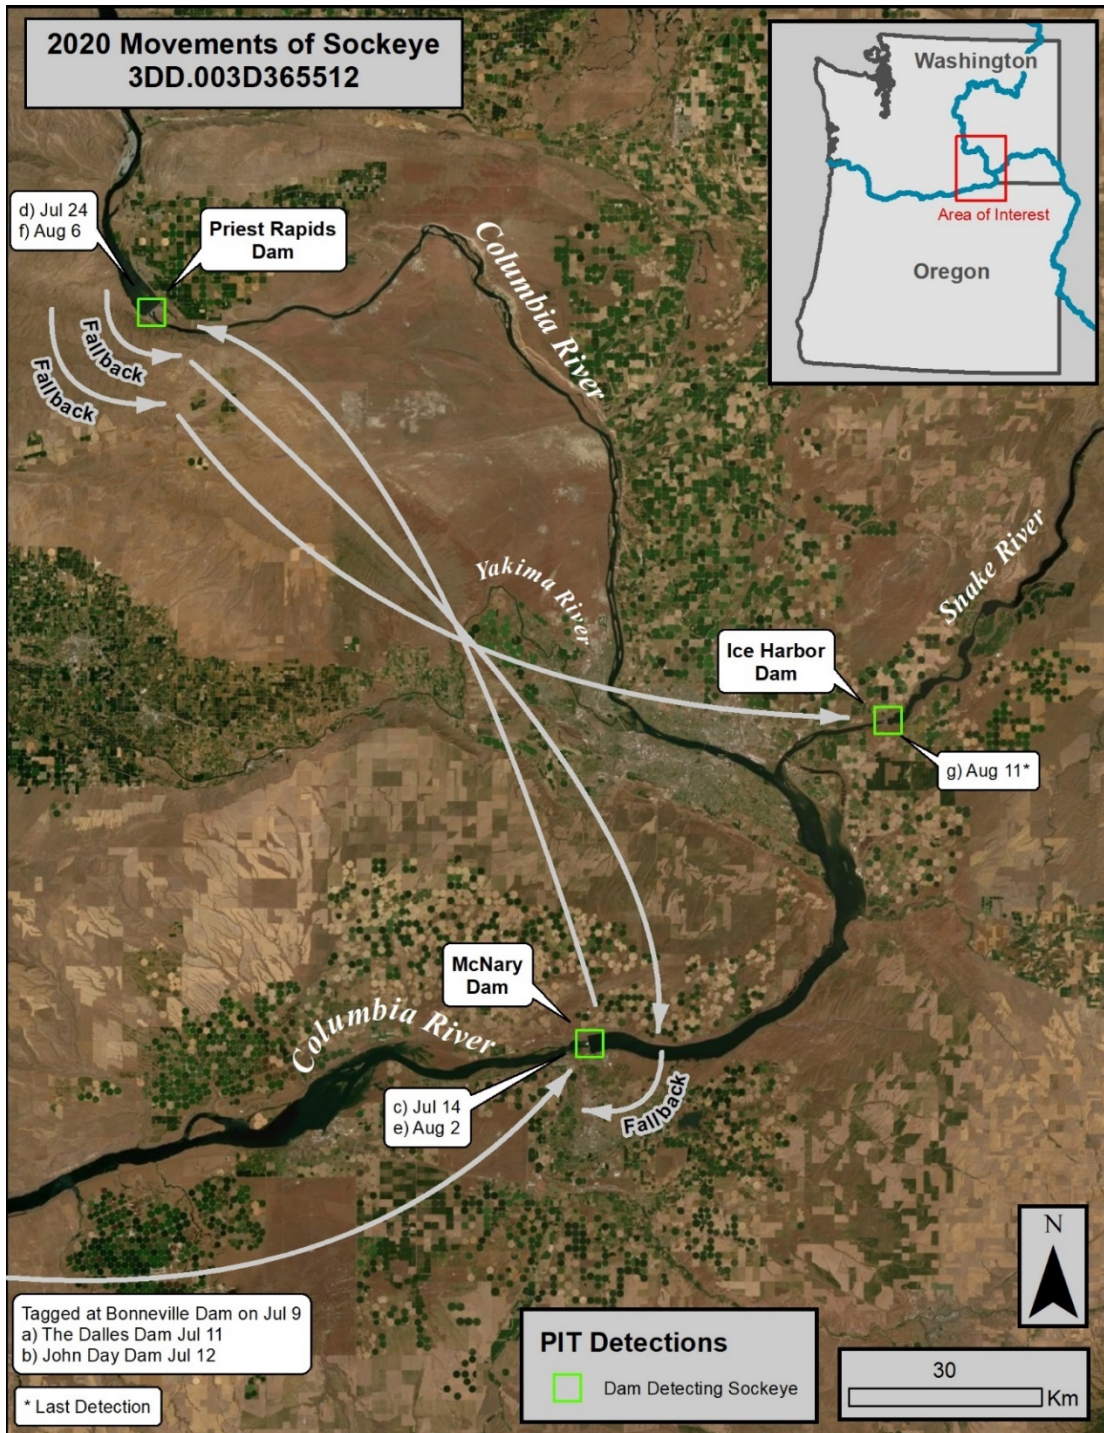 2020 Movements of Sockeye
3DD.003D365512
Washington
Area of Interest
Oregon
d) Jul 24
f) Aug 6
Priest Rapids
Dam
Columbia River
Fallback
Fallback
Yakima River
Snake River
Ice Harbor
Dam
g) Aug 11*
McNary
Dam
Columbia River
c) Jul 14
e) Aug 2
Fallback
N
Tagged at Bonneville Dam on Jul 9
a) The Dalles Dam Jul 11
b) John Day Dam Jul 12
* Last Detection
PIT Detections
Dam Detecting Sockeye
30
Km